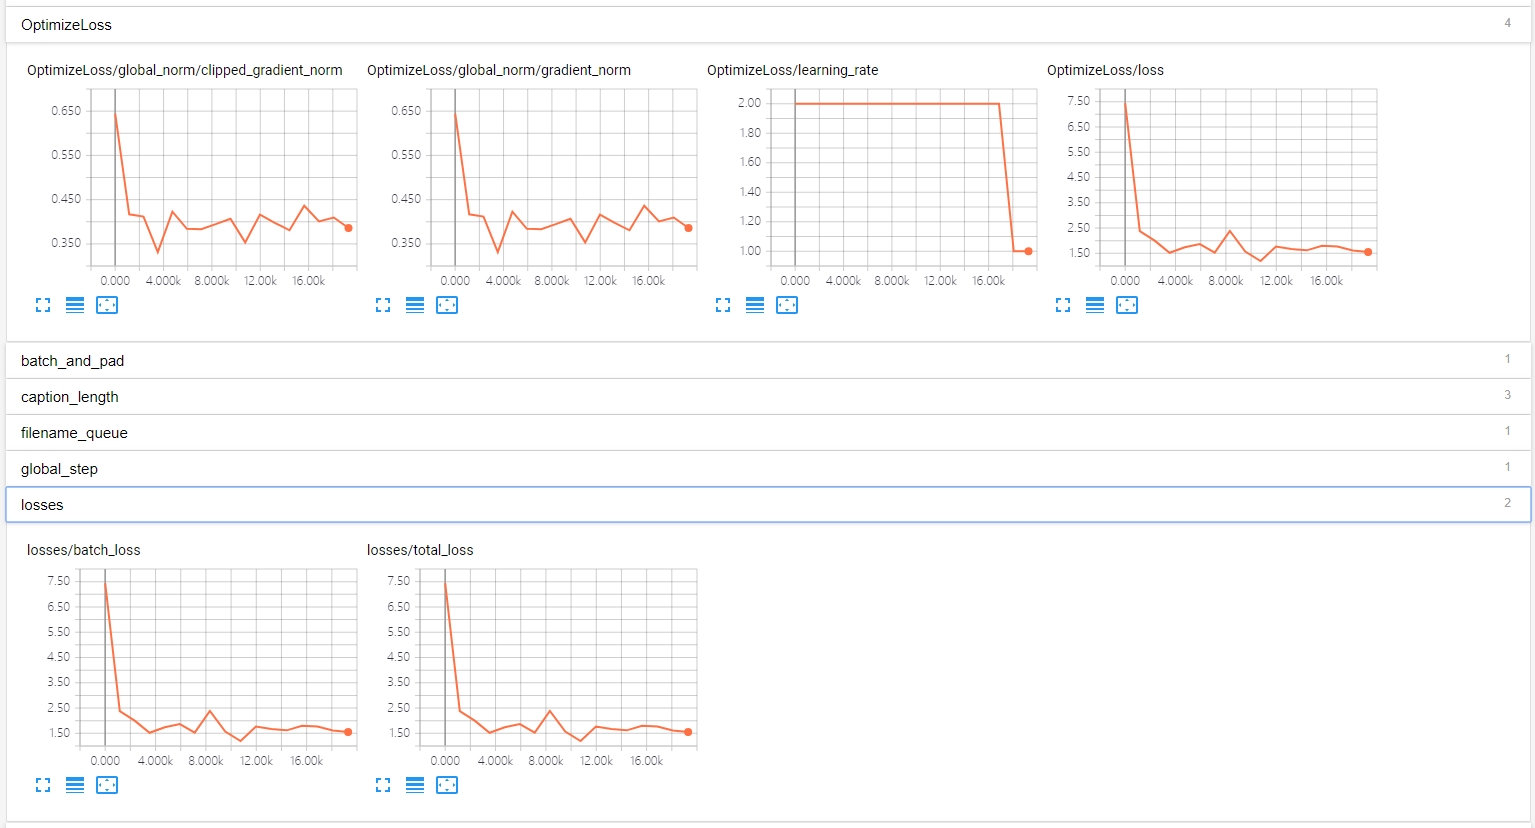 OptimizeLoss 4
OptimizeLoss/global_norm/clipped_gradient_norm
0.650
0.550
0.450
0.350
0.000 4.000k 8.000k 12.00k 16.00k
OptimizeLoss/global_norm/gradient_norm
0.650
0.550
0.450
0.350
0.000 4.000k 8.000k 12.00k 16.00k
OptimizeLoss/learning_rate
2.00
1.80
1.60
1.40
1.20
1.00
0.000 4.000k 8.000k 12.00k 16.00k
OptimizeLoss/loss
7.50
6.50
5.50
4.50
3.50
2.50
1.50
0.000 4.000k 8.000k 12.00k 16.00k
batch_and_pad 1
caption_length 3
filename_queue 1
global_step 1
losses 2
losses/batch_loss
7.50
6.50
5.50
4.50
3.50
2.50
1.50
0.000 4.000k 8.000k 12.00k 16.00k
losses/total_loss
7.50
6.50
5.50
4.50
3.50
2.50
1.50
0.000 4.000k 8.000k 12.00k 16.00k